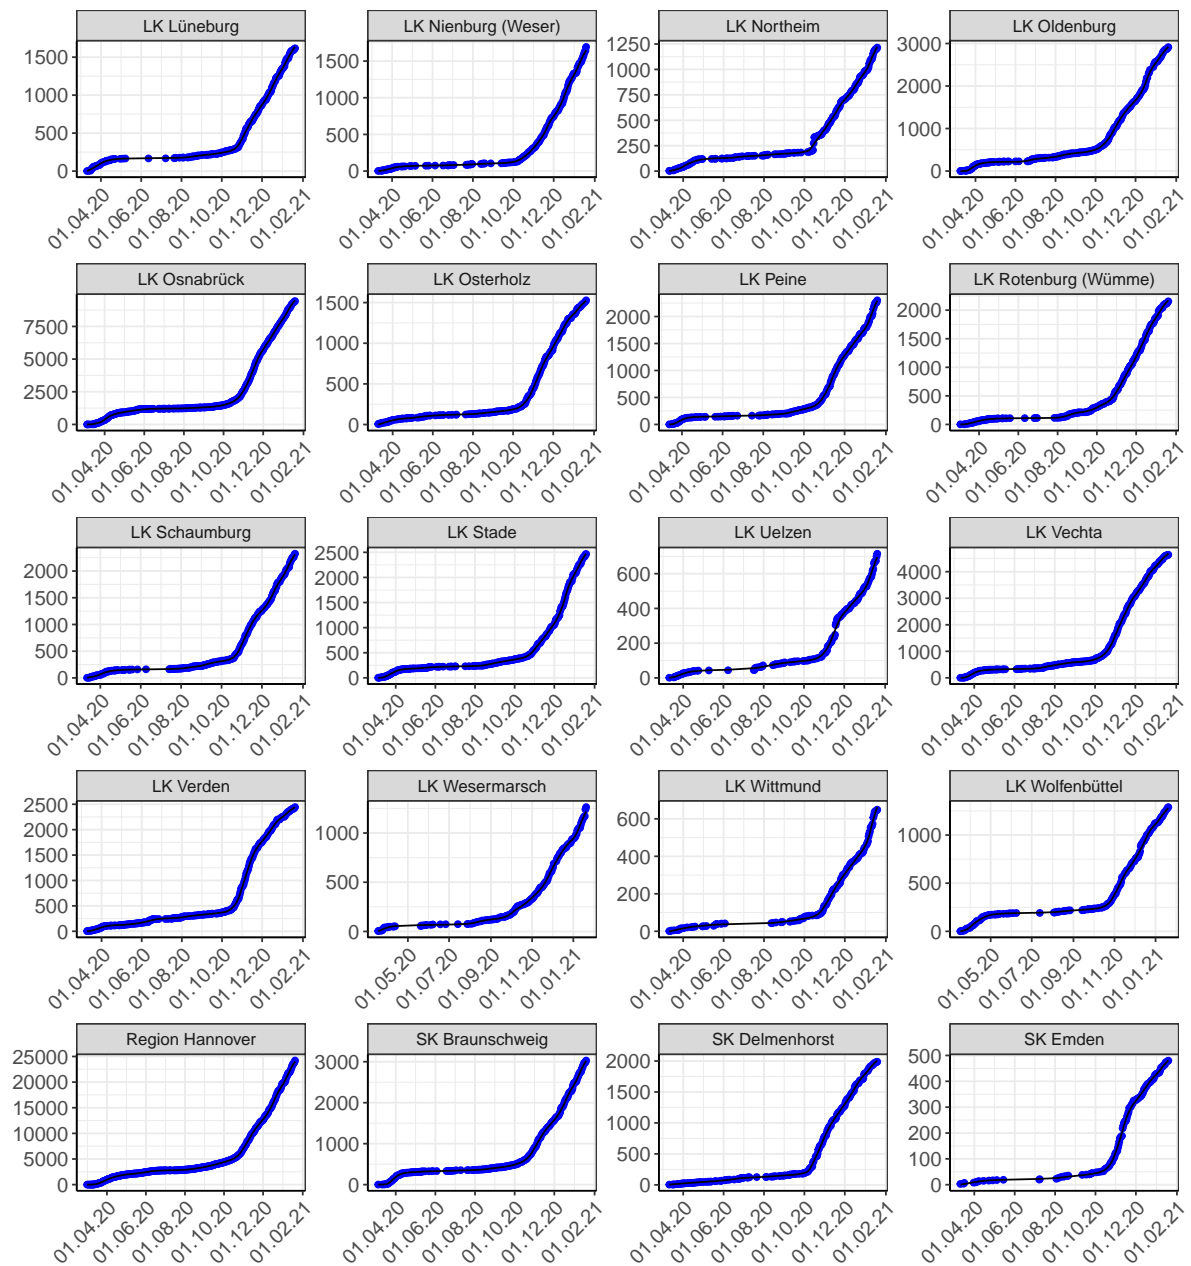 LK Lüneburg LK Nienburg (Weser) LK Northeim LK Oldenburg
1500 1000 500 0
1500 1000 500 0
1250 1000 750 500 250 0
3000 2000 1000 0
01.04.20 01.06.20 01.08.20 01.10.20 01.12.20 01.02.21
01.04.20 01.06.20 01.08.20 01.10.20 01.12.20 01.02.21
01.04.20 01.06.20 01.08.20 01.10.20 01.12.20 01.02.21
01.04.20 01.06.20 01.08.20 01.10.20 01.12.20 01.02.21
LK Osnabrück LK Osterholz LK Peine LK Rotenburg (Wümme)
7500 5000 2500 0
1500 1000 500 0
2000 1500 1000 500 0
2000 1500 1000 500 0
01.04.20 01.06.20 01.08.20 01.10.20 01.12.20 01.02.21
01.04.20 01.06.20 01.08.20 01.10.20 01.12.20 01.02.21
01.04.20 01.06.20 01.08.20 01.10.20 01.12.20 01.02.21
01.04.20 01.06.20 01.08.20 01.10.20 01.12.20 01.02.21
LK Schaumburg LK Stade LK Uelzen LK Vechta
2000 1500 1000 500 0
2500 2000 1500 1000 500 0
600 400 200 0
4000 3000 2000 1000 0
01.04.20 01.06.20 01.08.20 01.10.20 01.12.20 01.02.21
01.04.20 01.06.20 01.08.20 01.10.20 01.12.20 01.02.21
01.04.20 01.06.20 01.08.20 01.10.20 01.12.20 01.02.21
01.04.20 01.06.20 01.08.20 01.10.20 01.12.20 01.02.21
LK Verden LK Wesermarsch LK Wittmund LK Wolfenbüttel
2500 2000 1500 1000 500 0
1000 500 0
600 400 200 0
1000 500 0
01.04.20 01.06.20 01.08.20 01.10.20 01.12.20 01.02.21
01.05.20 01.07.20 01.09.20 01.11.20 01.01.21
01.04.20 01.06.20 01.08.20 01.10.20 01.12.20 01.02.21
01.05.20 01.07.20 01.09.20 01.11.20 01.01.21
Region Hannover SK Braunschweig SK Delmenhorst SK Emden
25000 20000 15000 10000 5000 0
3000 2000 1000 0
2000 1500 1000 500 0
500 400 300 200 100 0
01.04.20 01.06.20 01.08.20 01.10.20 01.12.20 01.02.21
01.04.20 01.06.20 01.08.20 01.10.20 01.12.20 01.02.21
01.04.20 01.06.20 01.08.20 01.10.20 01.12.20 01.02.21
01.04.20 01.06.20 01.08.20 01.10.20 01.12.20 01.02.21